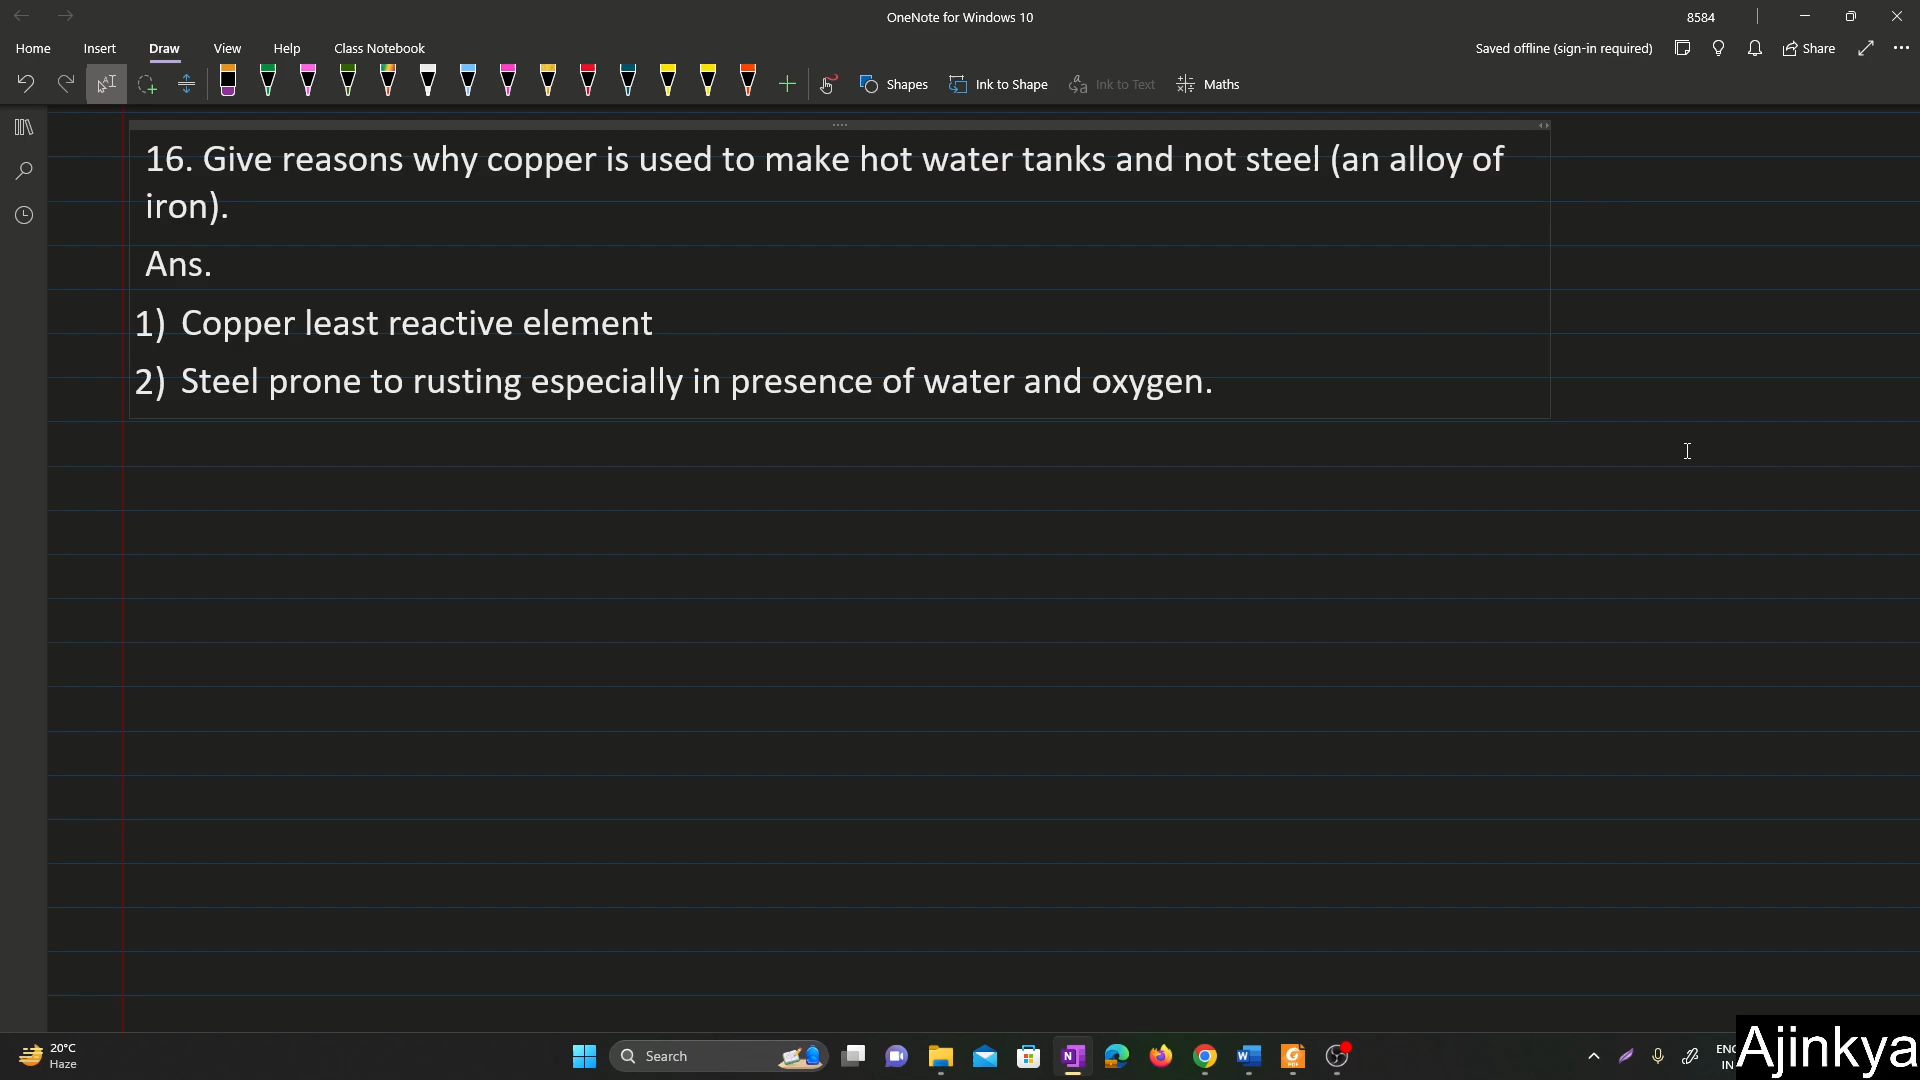 OneNote for Windows 10
8584
Home Insert Draw View Help Class Notebook
Saved offline (sign-in required) Share
Shapes Ink to Shape Ink to Text Maths
16. Give reasons why copper is used to make hot water tanks and not steel (an alloy of
iron).
Ans.
1) Copper least reactive element
2) Steel prone to rusting especially in presence of water and oxygen.
20°C
Haze
Search
Ajinkya